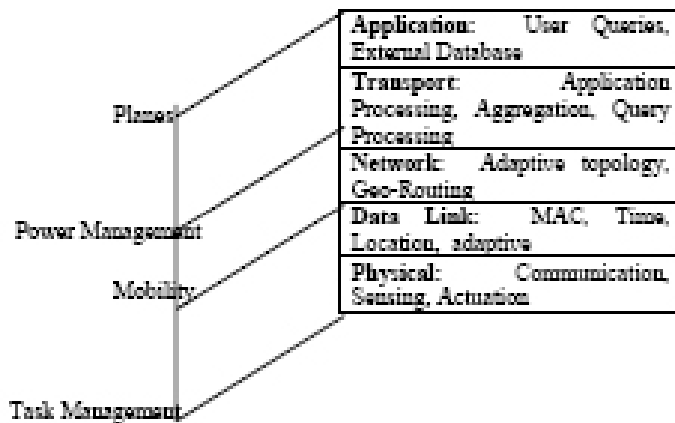 Application: User Queries,
External Database
Transport: Application
Processing, Aggregation, Query
Processing
Network: Adaptive topology,
Geo-Routing
Data Link: MAC, Time,
Location, adaptive
Physical: Communication,
Sensing, Actuation
Planes
Power Management
Mobility
Task Management